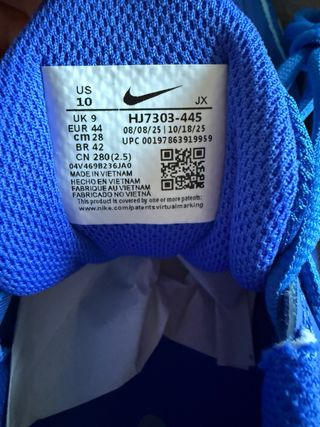 US
10
JX
UK 9
EUR 44
cm 28
BR 42
CN 280 (2.5)
HJ7303-445
08/08/25 | 10/18/25
UPC 00197863919959
04V469B236JA0
MADE IN VIETNAM
HECHO EN VIETNAM
FABRIQUE AU VIETNAM
FABRICADO NO VIETNÃ
This product is covered by one or more patents
www.nike.com/patentsvirtualmarking